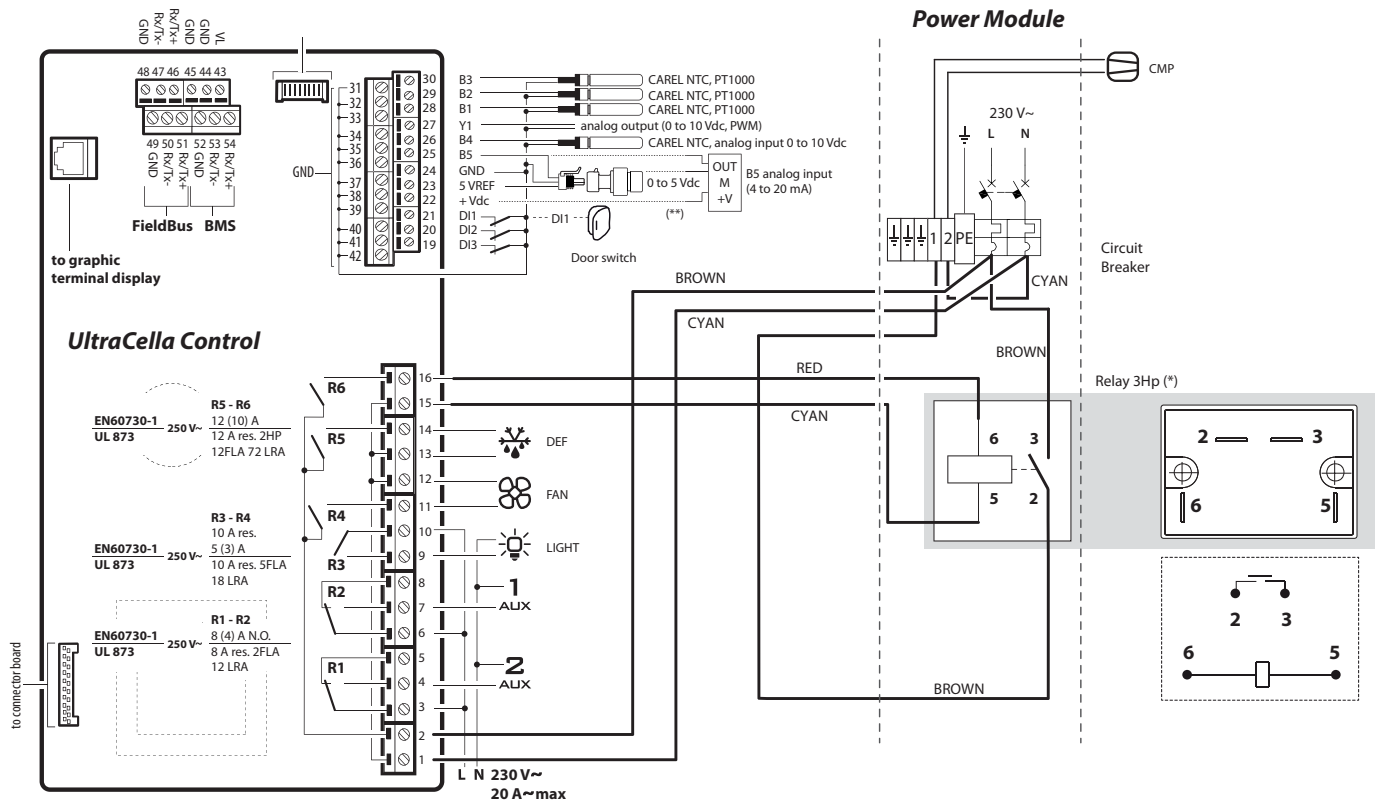 Power Module
GND
Rx/Tx-
Rx/Tx+
GND
GND
VL
48 47 46 45 44 43
49 50 51 52 53 54
GND
Rx/Tx-
Rx/Tx+
GND
Rx/Tx-
Rx/Tx+
FieldBus BMS
to graphic
terminal display
31
32
33
34
35
36
37
38
39
40
41
42
GND
30
29
28
27
26
25
24
23
22
21
20
19
B3
B2
B1
Y1
B4
B5
GND
5 VREF
+ Vdc
DI1
DI2
DI3
CAREL NTC, PT1000
CAREL NTC, PT1000
CAREL NTC, PT1000
analog output (0 to 10 Vdc, PWM)
CAREL NTC, analog input 0 to 10 Vdc
0 to 5 Vdc
OUT
M
+V
B5 analog input
(4 to 20 mA)
(**)
DI1
Door switch
CMP
230 V~
L N
1 2 PE
Circuit
Breaker
BROWN
CYAN
CYAN
BROWN
UltraCella Control
RED
CYAN
Relay 3Hp (*)
EN60730-1
UL 873
250 V~
R5 - R6
12 (10) A
12 A res. 2HP
12FLA 72 LRA
EN60730-1
UL 873
250 V~
R3 - R4
10 A res.
5 (3) A
10 A res. 5FLA
18 LRA
EN60730-1
UL 873
250 V~
R1 - R2
8 (4) A N.O.
8 A res. 2FLA
12 LRA
R6
R5
R4
R3
R2
R1
16
15
14
13
12
11
10
9
8
7
6
5
4
3
2
1
DEF
FAN
LIGHT
1
AUX
2
AUX
6 3
5 2
2 3
6 5
2 3
6 5
BROWN
to connector board
L N 230 V~
20 A~max